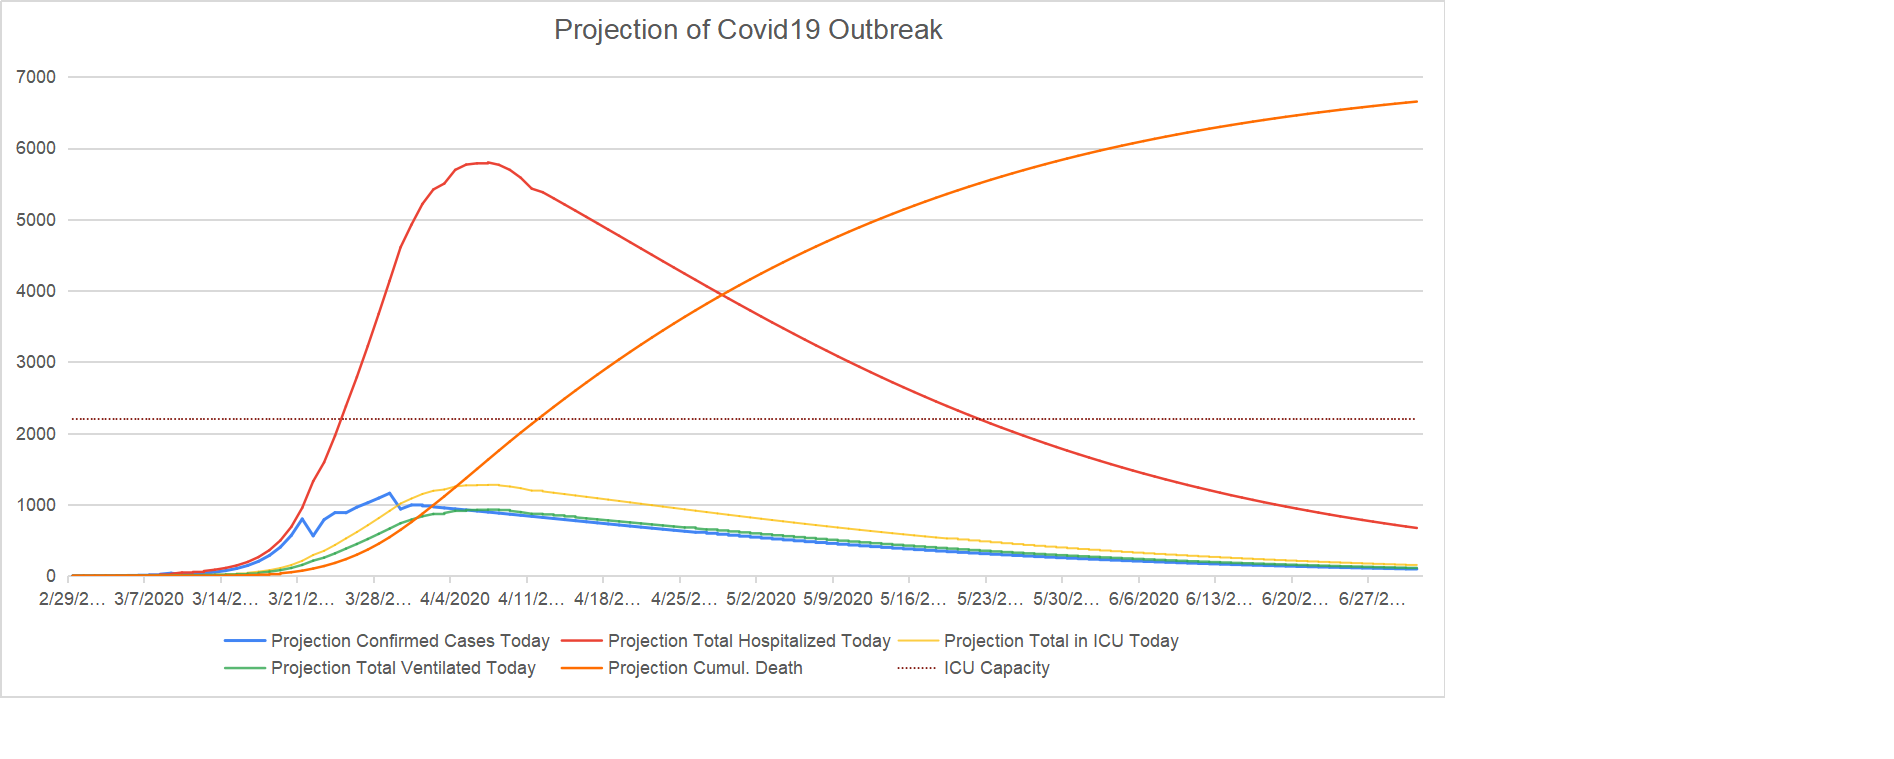 Projection of Covid19 Outbreak
7000
6000
5000
4000
3000
2000
1000
0
2/29/2... 3/7/2020 3/14/2... 3/21/2... 3/28/2... 4/4/2020 4/11/2... 4/18/2... 4/25/2... 5/2/2020 5/9/2020 5/16/2... 5/23/2... 5/30/2... 6/6/2020 6/13/2... 6/20/2... 6/27/2...
Projection Confirmed Cases Today Projection Total Hospitalized Today Projection Total in ICU Today
Projection Total Ventilated Today Projection Cumul. Death ICU Capacity